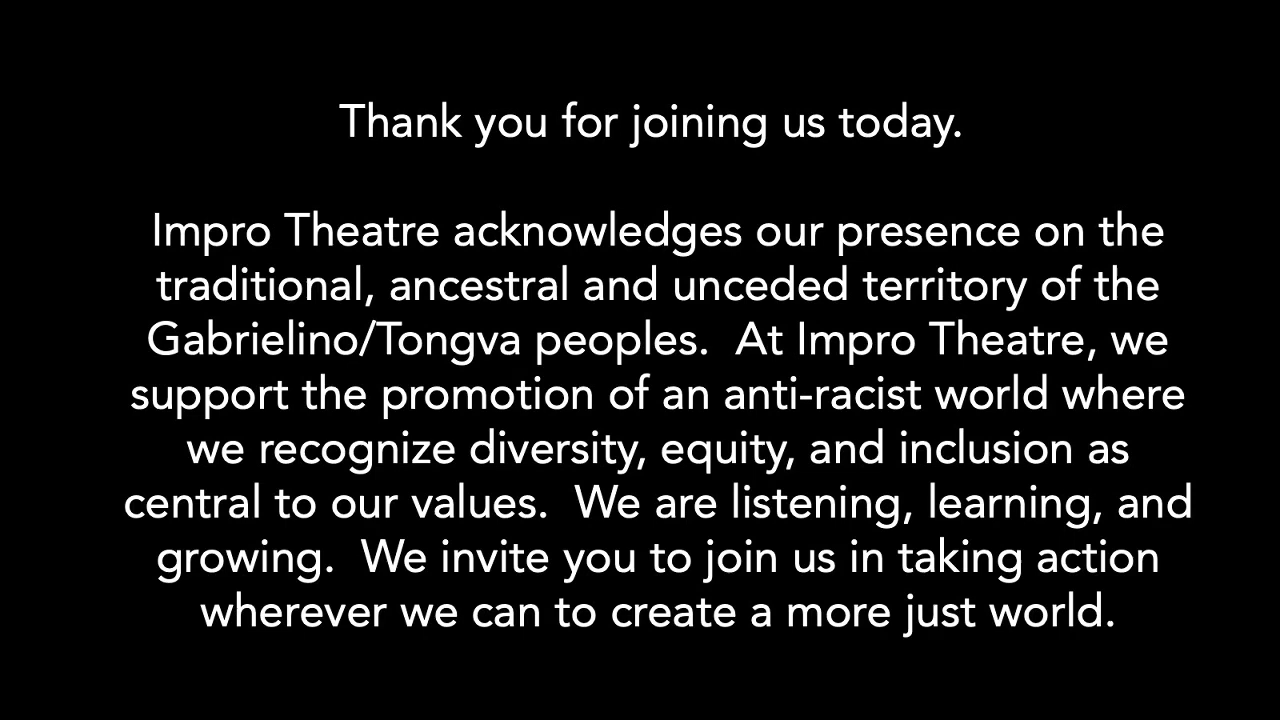 Thank you for joining us today.
Impro Theatre acknowledges our presence on the
traditional, ancestral and unceded territory of the
Gabrielino/Tongva peoples.  At Impro Theatre, we
support the promotion of an anti-racist world where
we recognize diversity, equity, and inclusion as
central to our values.  We are listening, learning, and
growing.  We invite you to join us in taking action
wherever we can to create a more just world.